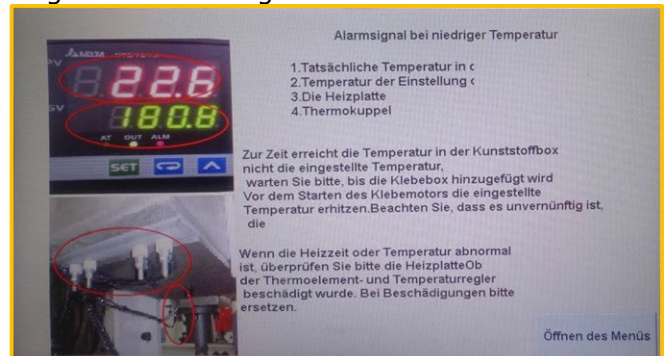 Alarmsignal bei niedriger Temperatur
DELTA
PV
22.6
SV
180.8
AT OUT ALM
SET
1.Tatsächliche Temperatur in c
2.Temperatur der Einstellung c
3.Die Heizplatte
4.Thermokuppel
Zur Zeit erreicht die Temperatur in der Kunststoffbox
nicht die eingestellte Temperatur,
warten Sie bitte, bis die Klebebox hinzugefügt wird
Vor dem Starten des Klebemotors die eingestellte
Temperatur erhitzen.Beachten Sie, dass es unvernünftig ist,
die
Wenn die Heizzeit oder Temperatur abnormal
ist, überprüfen Sie bitte die HeizplatteOb
der Thermoelement- und Temperaturregler
beschädigt wurde. Bei Beschädigungen bitte
ersetzen.
Öffnen des Menüs